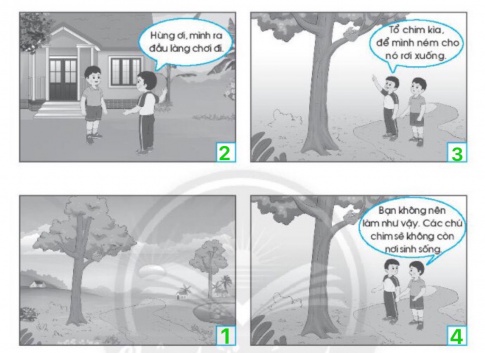 Hùng ơi, mình ra
đầu làng chơi đi.
2
Tổ chim kia,
để mình ném cho
nó rơi xuống.
3
1
Bạn không nên
làm như vậy. Các chú
chim sẽ không còn
nơi sinh sống.
4